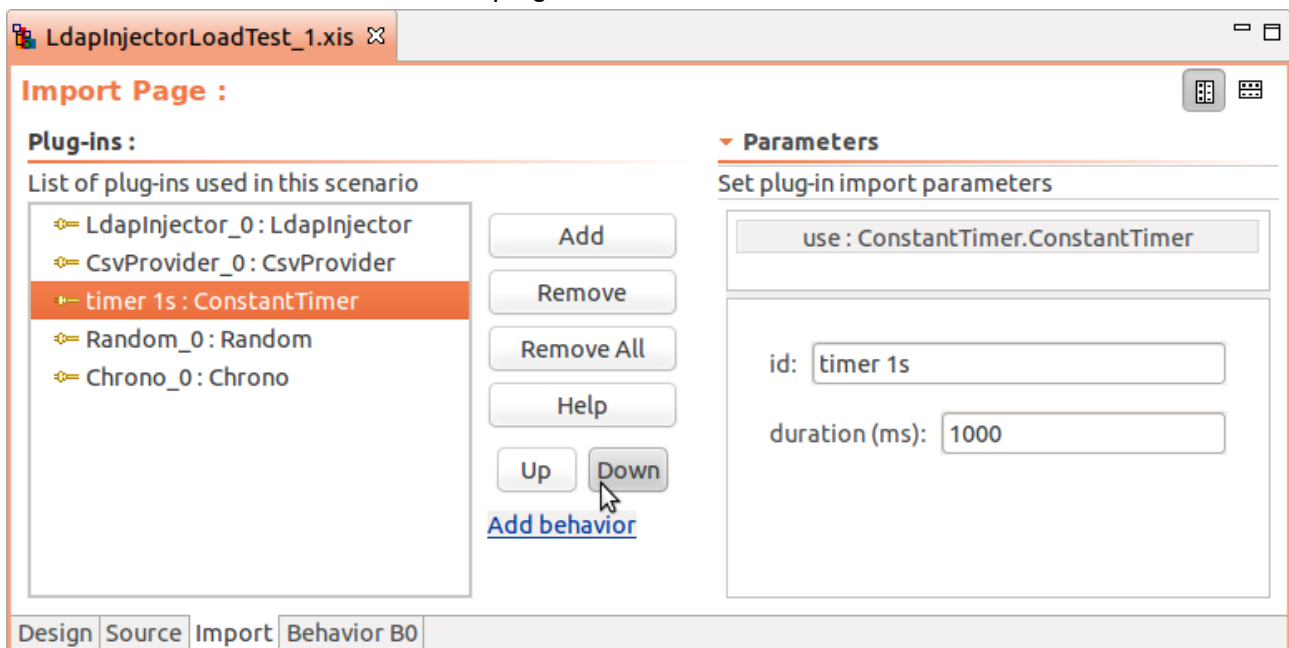 LdapInjectorLoadTest_1.xis
Import Page :
Plug-ins :
List of plug-ins used in this scenario
LdapInjector_0 : LdapInjector
CsvProvider_0 : CsvProvider
timer 1s : ConstantTimer
Random_0 : Random
Chrono_0 : Chrono
Add
Remove
Remove All
Help
Up Down
Add behavior
Parameters
Set plug-in import parameters
use : ConstantTimer.ConstantTimer
id: timer 1s
duration (ms): 1000
Design Source Import Behavior B0